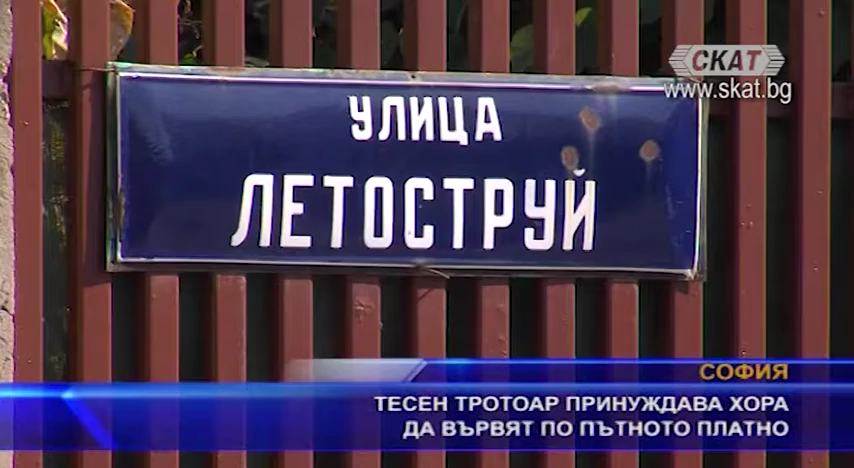 СКАТ
www.skat.bg
УЛИЦА
ЛЕТОСТРУЙ
СОФИЯ
ТЕСЕН ТРОТОАР ПРИНУЖДАВА ХОРА
ДА ВЪРВЯТ ПО ПЪТНОТО ПЛАТНО